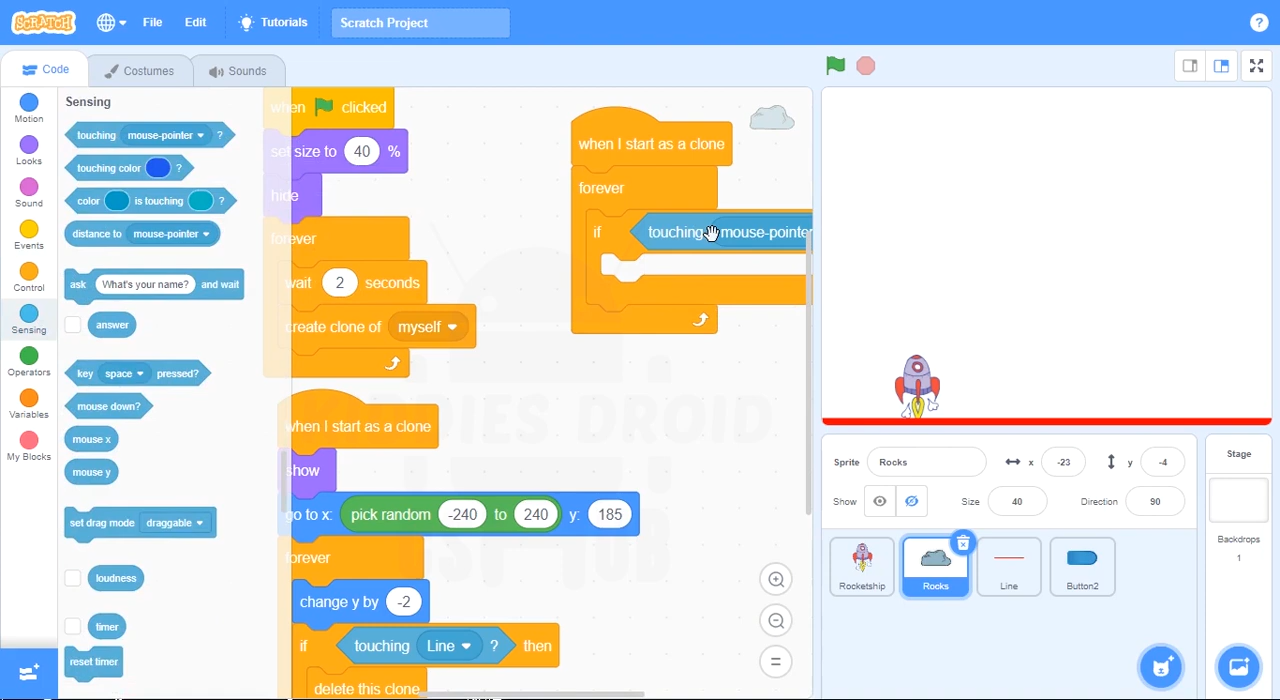 SCRATCH File Edit Tutorials Scratch Project ?
Code Costumes Sounds
Motion
Looks
Sound
Events
Control
Sensing
Operators
Variables
My Blocks
Sensing
touching mouse-pointer ?
touching color ?
color is touching ?
distance to mouse-pointer
ask What's your name? and wait
answer
key space pressed?
mouse down?
mouse x
mouse y
set drag mode draggable
loudness
timer
reset timer
when clicked
set size to 40 %
hide
forever
wait 2 seconds
create clone of myself
when I start as a clone
show
go to x: pick random -240 to 240 y: 185
forever
change y by -2
if touching Line ? then
delete this clone
when I start as a clone
forever
if touching mouse-pointer
Sprite Rocks x -23 y -4
Show Size 40 Direction 90
Rocketship Rocks Line Button2
Stage
Backdrops
1